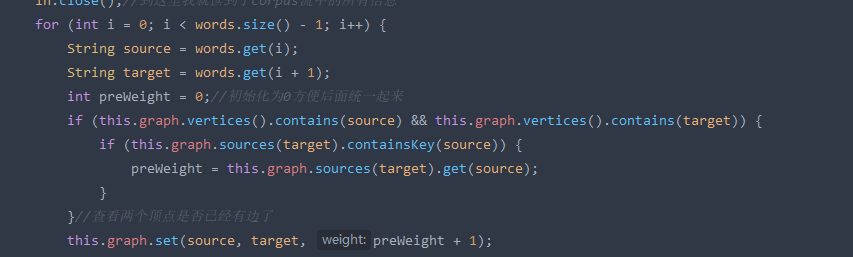 in.close();//到这里我就读到了corpus流中的所有信息
for (int i = 0; i < words.size() - 1; i++) {
String source = words.get(i);
String target = words.get(i + 1);
int preWeight = 0;//初始化为0方便后面统一起来
if (this.graph.vertices().contains(source) && this.graph.vertices().contains(target)) {
if (this.graph.sources(target).containsKey(source)) {
preWeight = this.graph.sources(target).get(source);
}
}//查看两个顶点是否已经有边了
this.graph.set(source, target, weight: preWeight + 1);